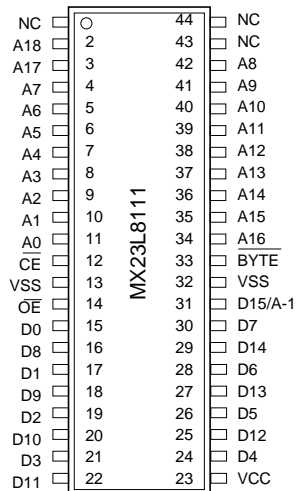 NC 1 44 NC
A18 2 43 NC
A17 3 42 A8
A7 4 41 A9
A6 5 40 A10
A5 6 39 A11
A4 7 38 A12
A3 8 37 A13
A2 9 36 A14
A1 10 35 A15
A0 11 34 A16
CE 12 33 BYTE
VSS 13 32 VSS
OE 14 31 D15/A-1
D0 15 30 D7
D8 16 29 D14
D1 17 28 D6
D9 18 27 D13
D2 19 26 D5
D10 20 25 D12
D3 21 24 D4
D11 22 23 VCC
MX23L8111